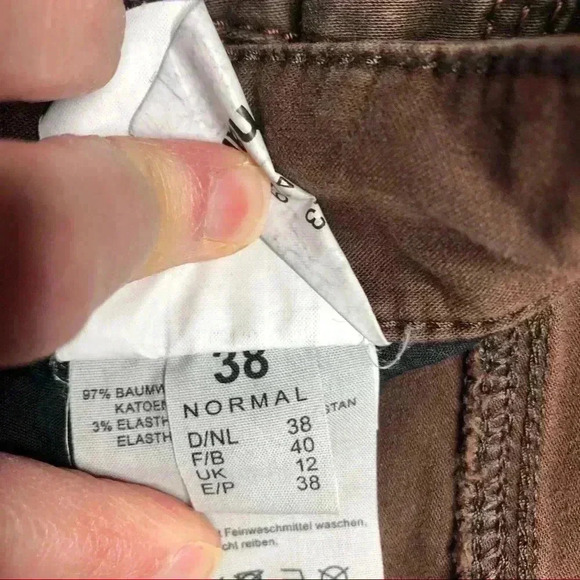 38
NORMAL
D/NL 38
F/B 40
UK 12
E/P 38
97% BAUMW
KATOEN
3% ELASTH
ELASTH
STAN
Feinwaschmittel waschen,
cht reiben.